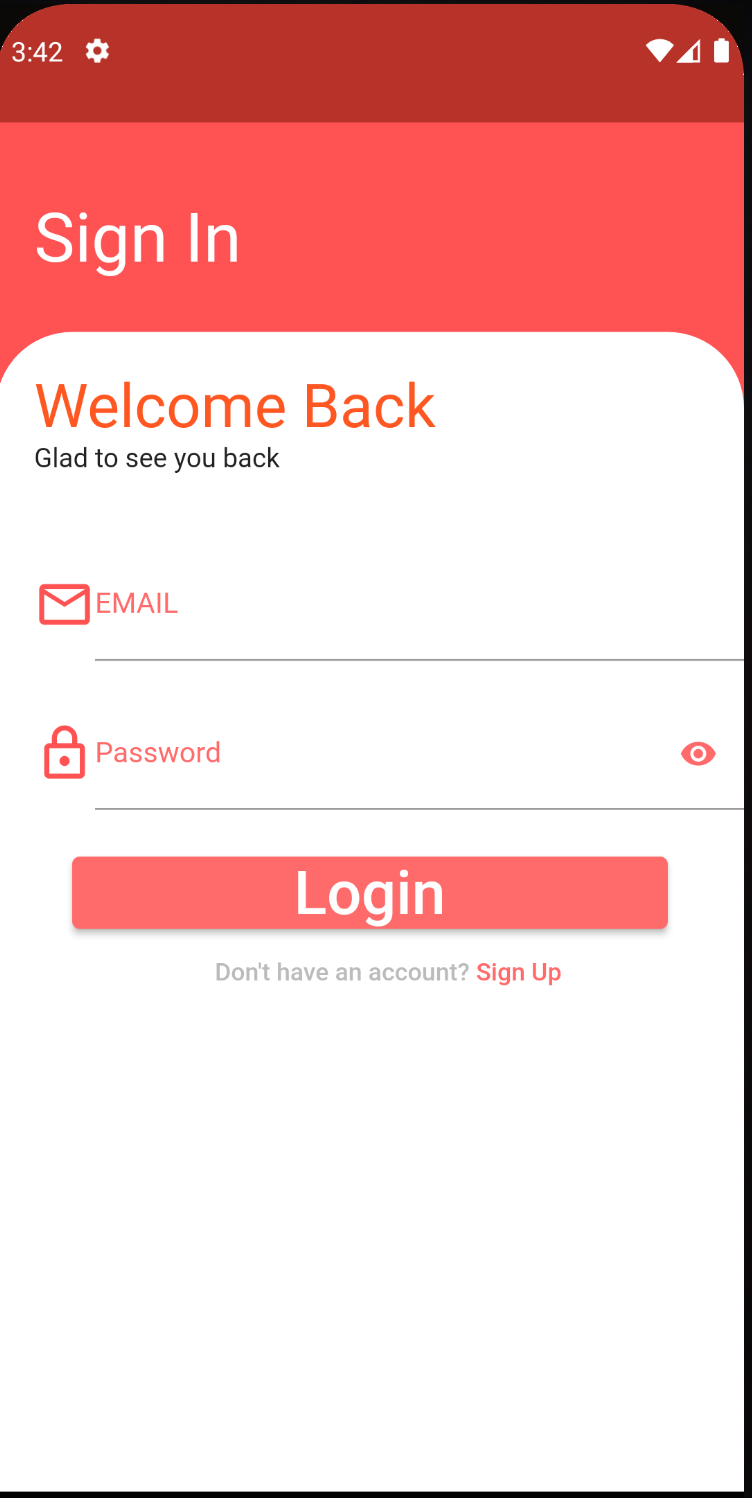 3:42
Sign In
Welcome Back
Glad to see you back
EMAIL
Password
Login
Don't have an account? Sign Up